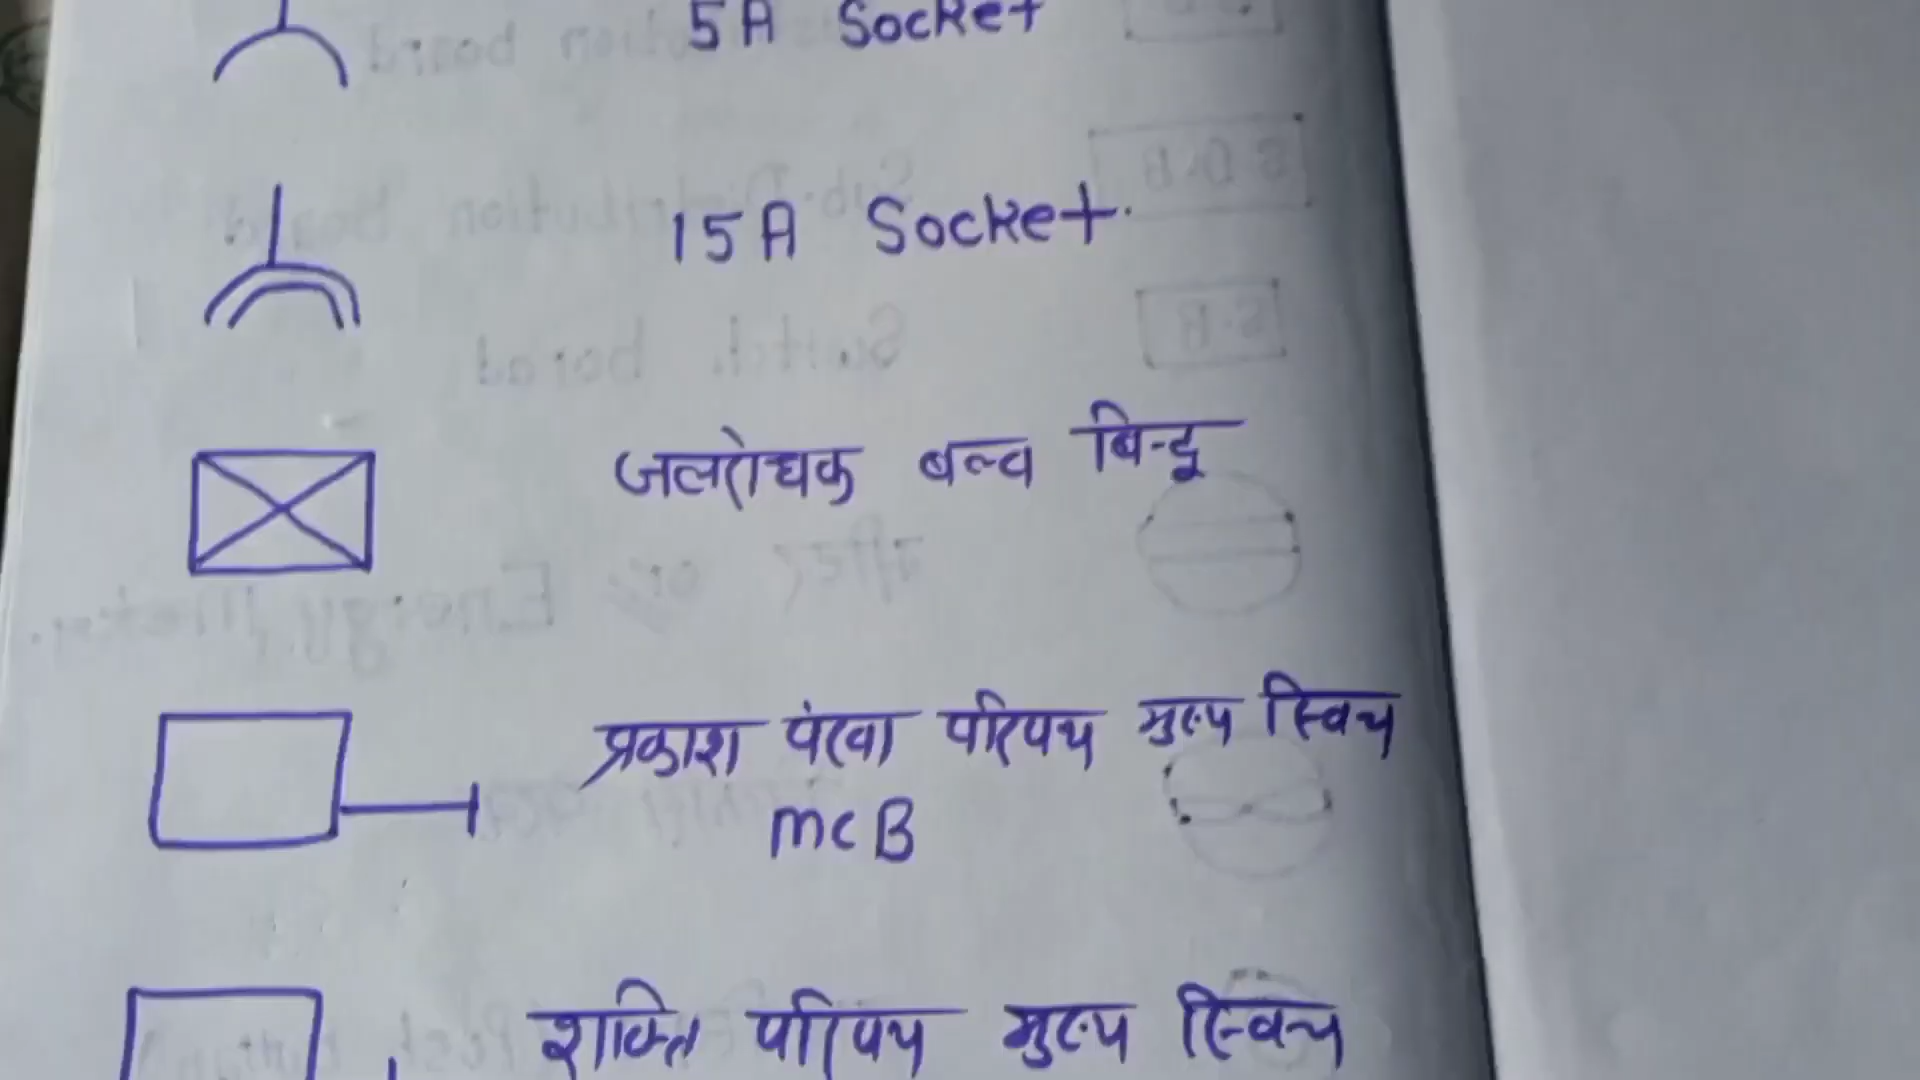 5A Socket
15A Socket.
जलरोधक बल्व बिन्दू
प्रकाश पंखा परिपथ मुख्य स्विच
mcB
शक्ति परिपथ मुख्य स्विच